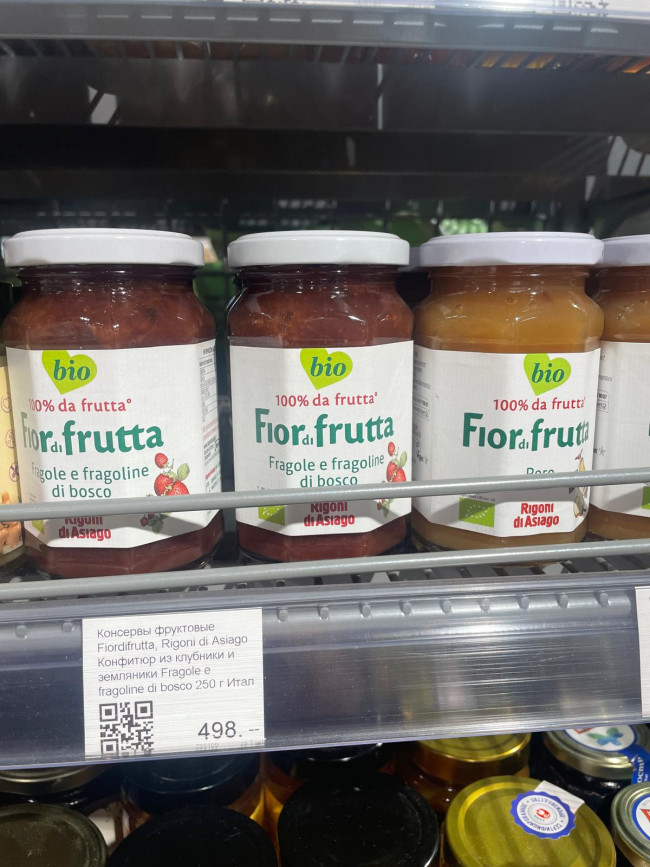 bio
100% da frutta°
Fior di frutta
Fragole e fragoline
di bosco
Rigoni
di Asiago
bio
100% da frutta°
Fior di frutta
Fragole e fragoline
di bosco
Rigoni
di Asiago
bio
100% da frutta
Fior di frutta
Pere
Rigoni
di Asiago
Консервы фруктовые
Fiordifrutta, Rigoni di Asiago
Конфитюр из клубники и
земляники Fragole e
fragoline di bosco 250 г Итал
498. --